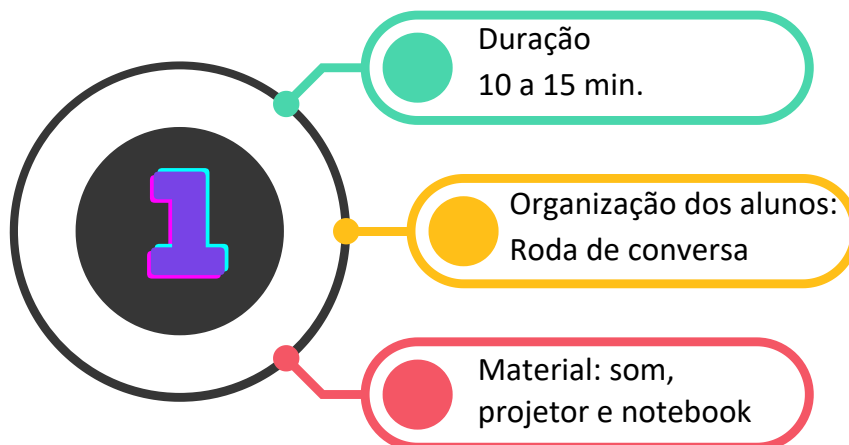 1
Duração
10 a 15 min.
Organização dos alunos:
Roda de conversa
Material: som,
projetor e notebook